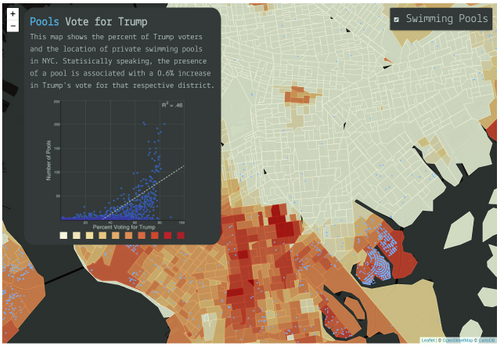 +
Pools Vote for Trump
Swimming Pools
-
This map shows the percent of Trump voters
and the location of private swimming pools
in NYC. Statisically speaking, the presence
of a pool is associated with a 0.6% increase
in Trump's vote for that respective district.
R² = .46
Number of Pools
Percent Voting for Trump
Leaflet | © OpenStreetMap © CartoDB